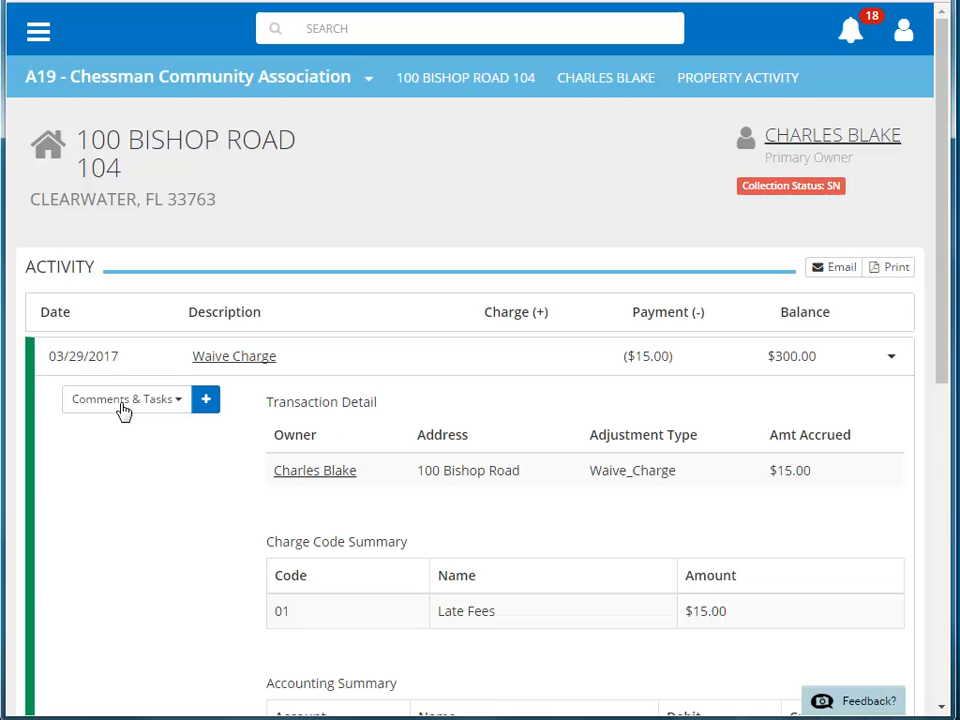 SEARCH
18
A19 - Chessman Community Association 100 BISHOP ROAD 104 CHARLES BLAKE PROPERTY ACTIVITY
100 BISHOP ROAD
104
CLEARWATER, FL 33763
CHARLES BLAKE
Primary Owner
Collection Status: SN
ACTIVITY
Email Print
Date Description Charge (+) Payment (-) Balance
03/29/2017 Waive Charge ($15.00) $300.00
Comments & Tasks +
Transaction Detail
Owner Address Adjustment Type Amt Accrued
Charles Blake 100 Bishop Road Waive_Charge $15.00
Charge Code Summary
Code Name Amount
01 Late Fees $15.00
Accounting Summary
Account Name Debit
Feedback?